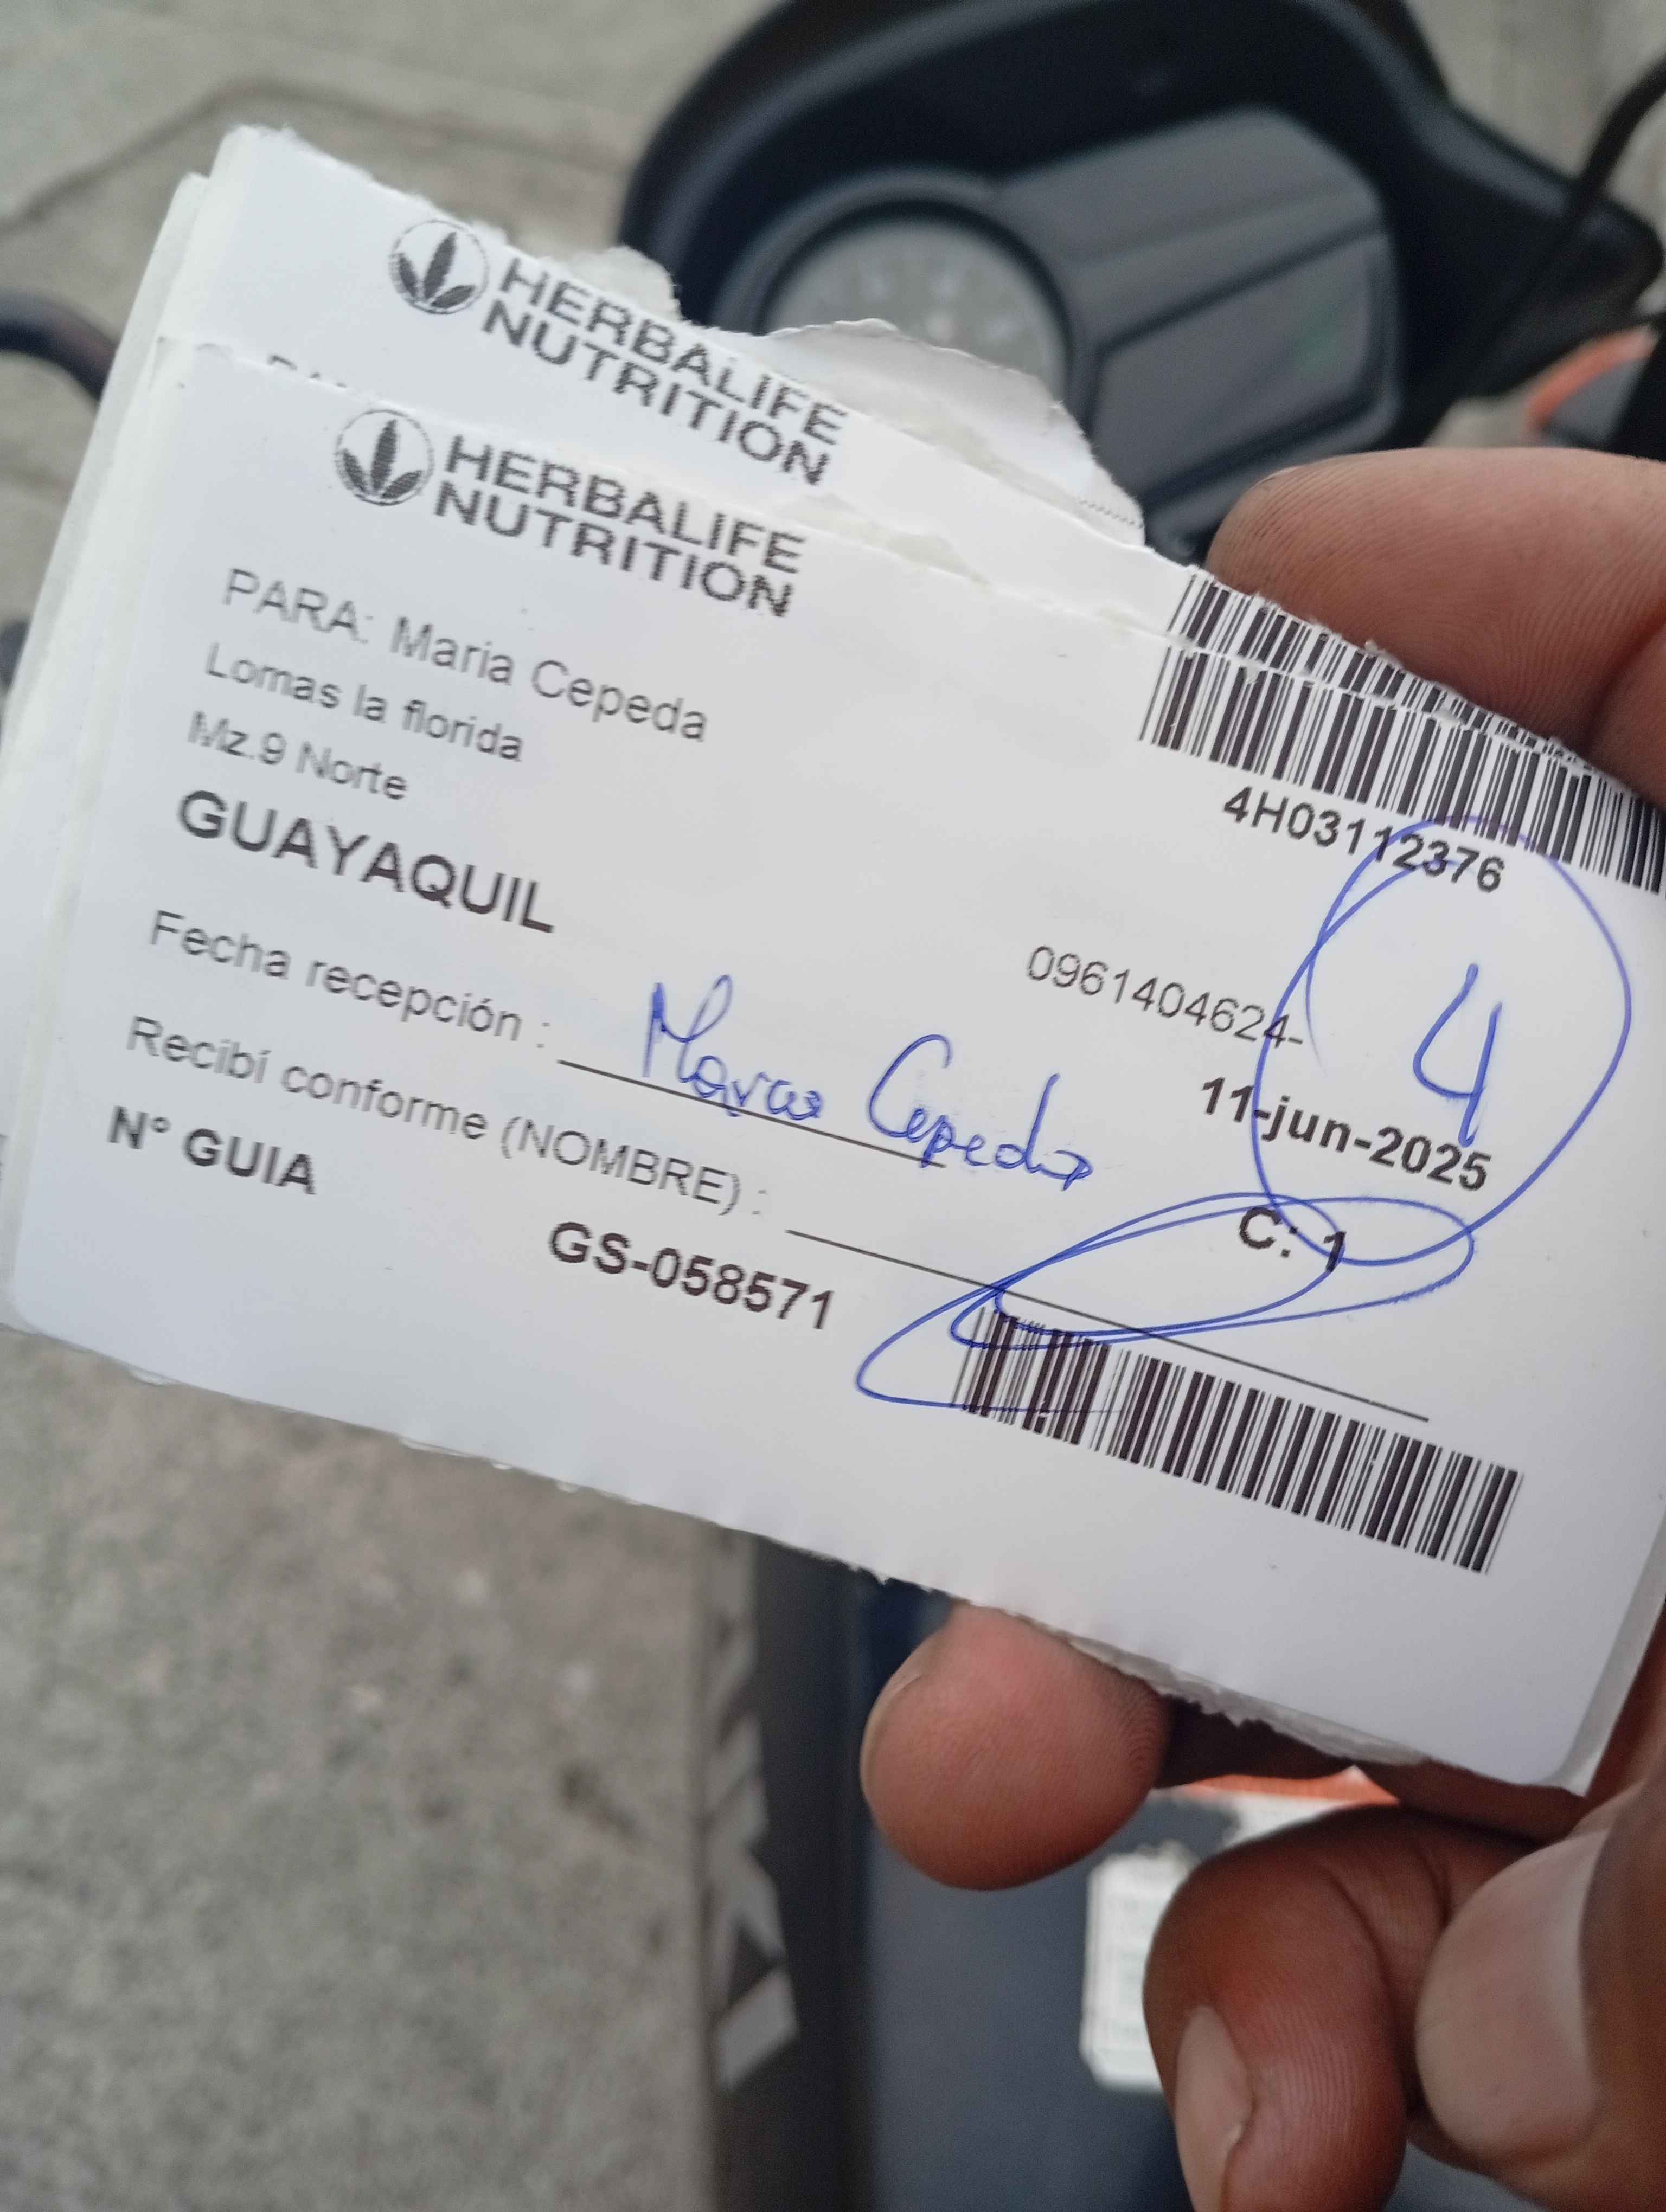 HERBALIFE
NUTRITION
HERBALIFE
NUTRITION
PARA: Maria Cepeda
Lomas la florida
Mz.9 Norte
GUAYAQUIL
4H03112376
0961404624-
4
11-jun-2025
Fecha recepción : Marcos Cepeda
C: 1
Recibí conforme (NOMBRE) :
N° GUIA
GS-058571